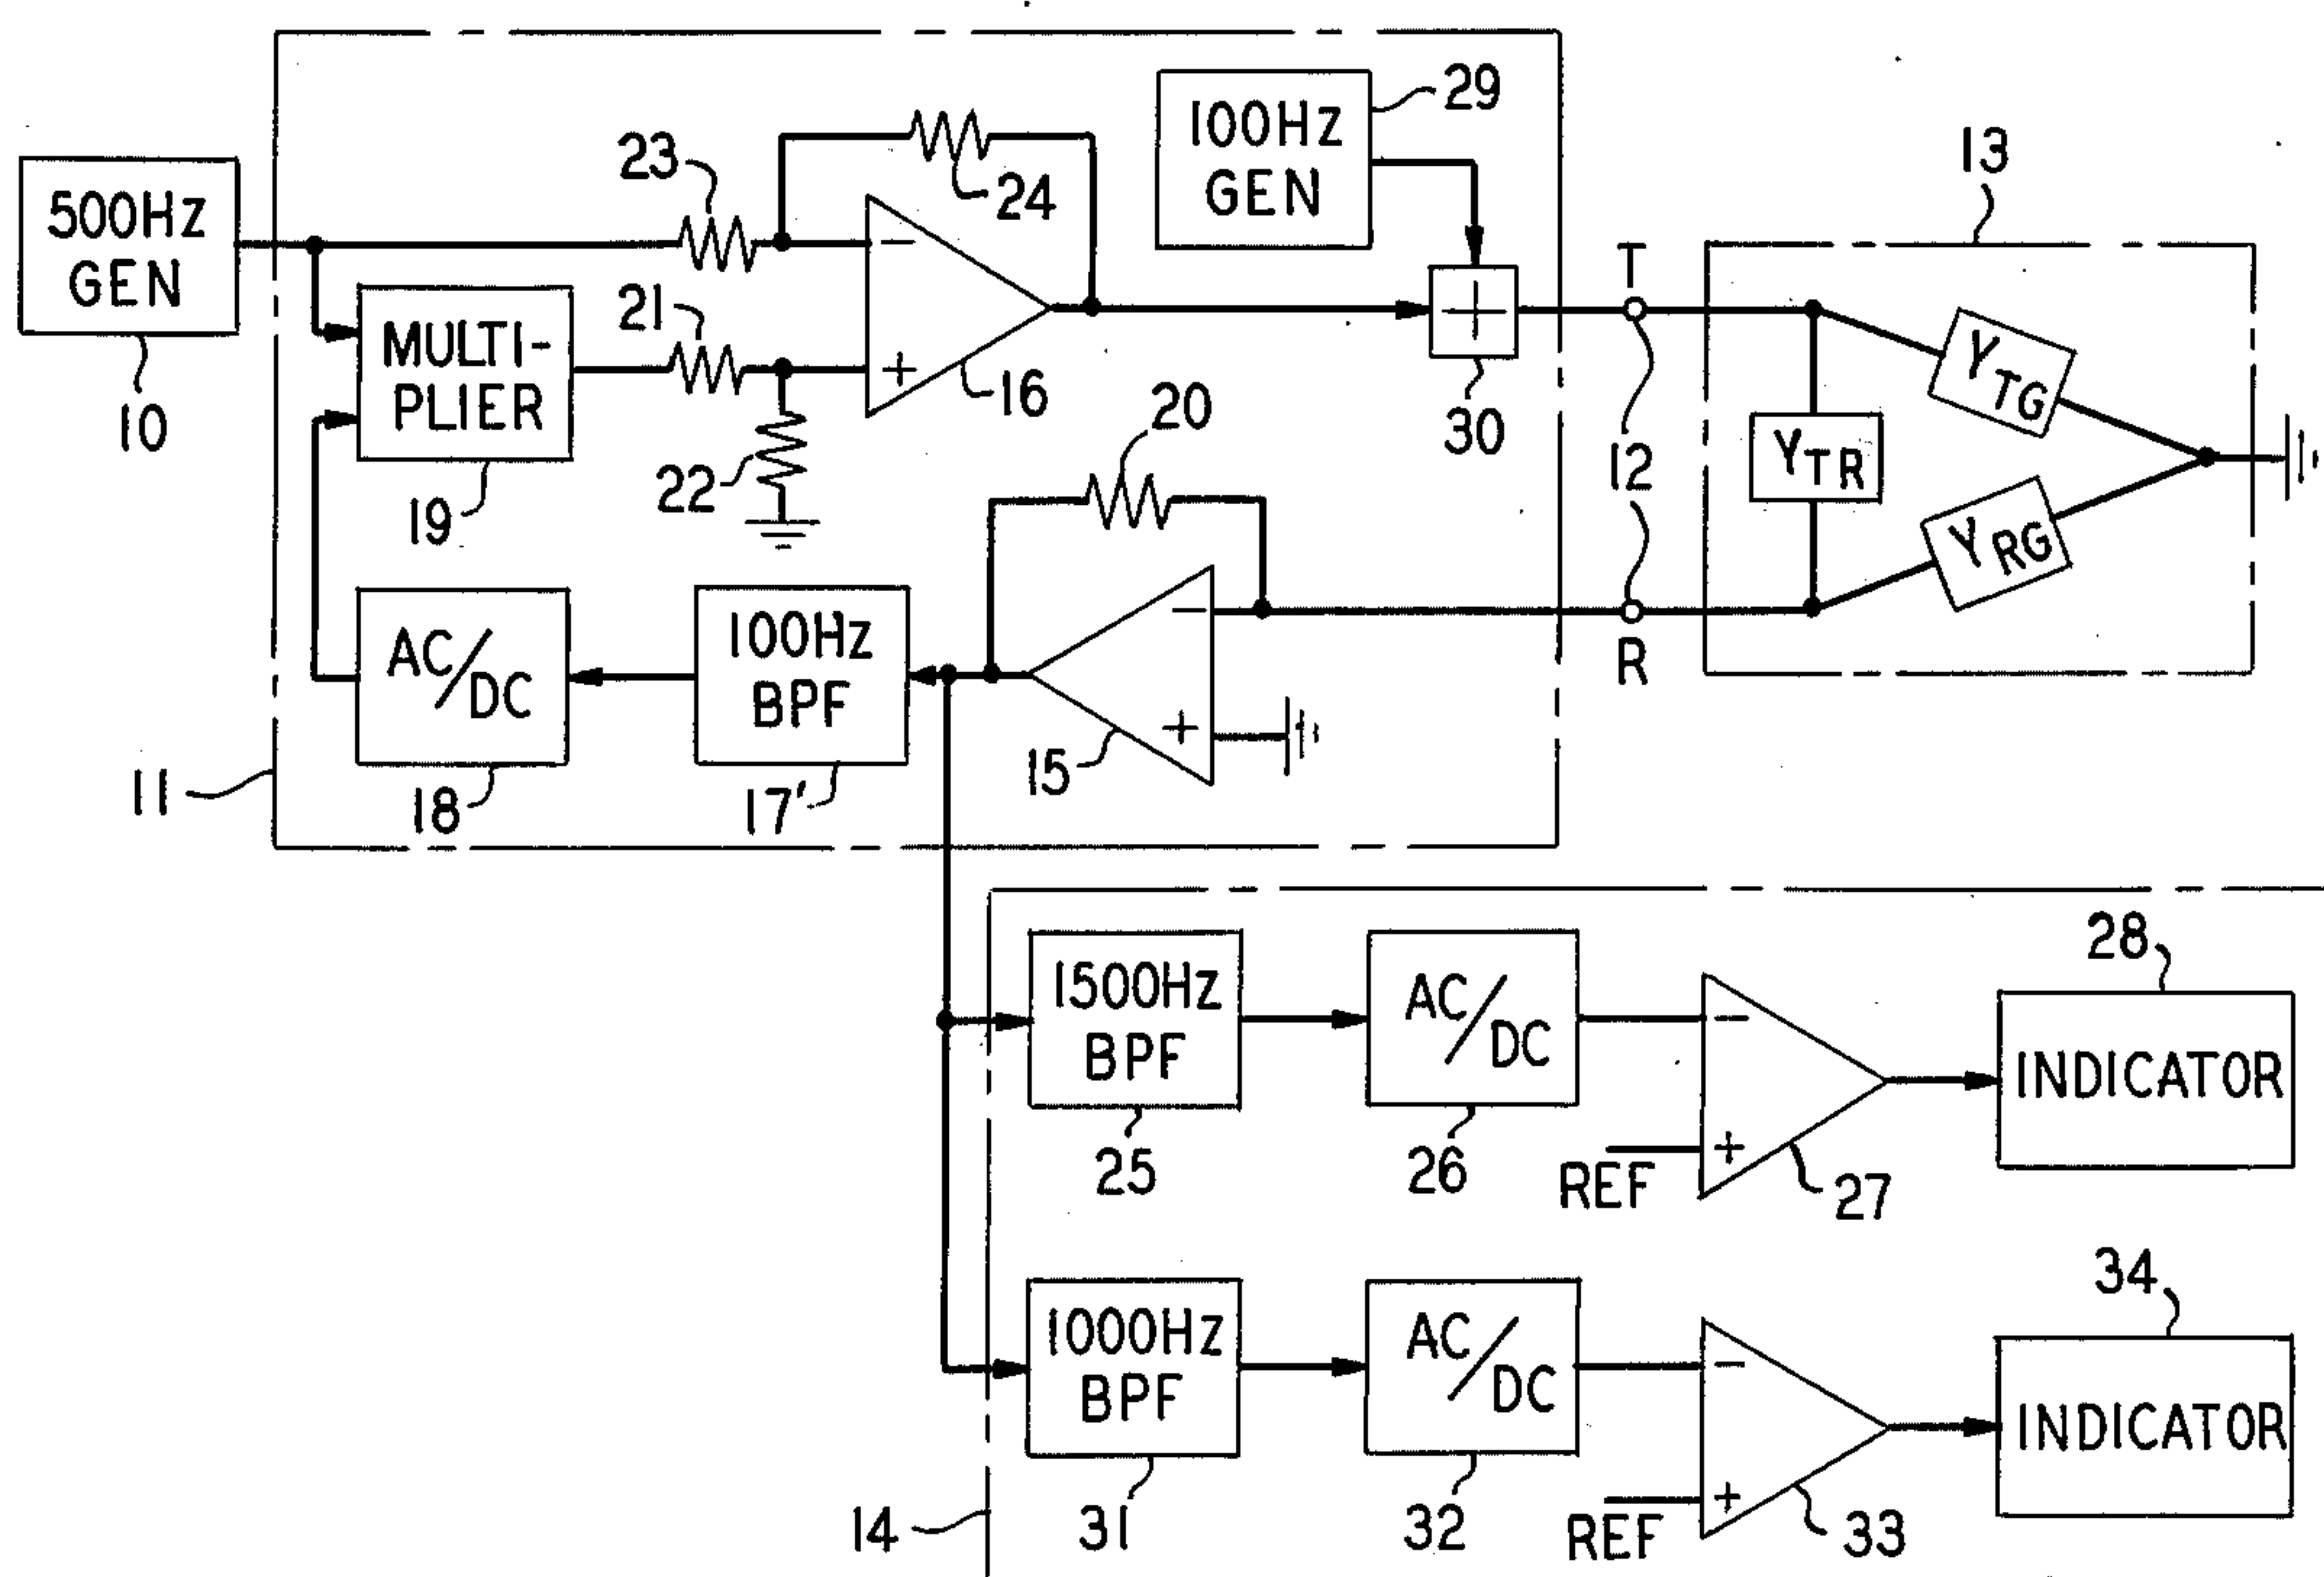 500HZ
GEN
10
MULTI-
PLIER
19
23
24
21
22
-
+
16
100HZ
GEN
29
+
30
T
12
R
13
YTG
YTR
YRG
20
-
+
15
100HZ
BPF
17'
AC/DC
18
11
1500HZ
BPF
25
AC/DC
26
-
+
REF
27
INDICATOR
28
1000HZ
BPF
31
AC/DC
32
-
+
REF
33
INDICATOR
34
14